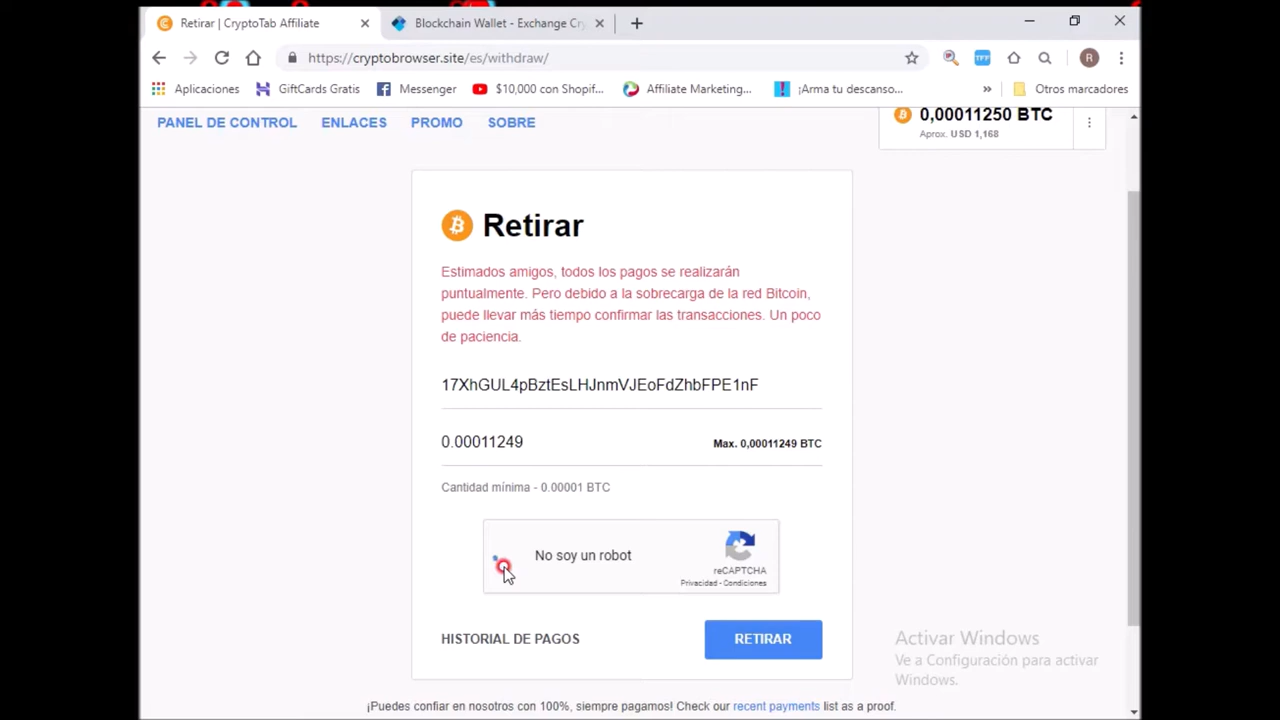 Retirar | CryptoTab Affiliate
Blockchain Wallet - Exchange Cry
https://cryptobrowser.site/es/withdraw/
TFF
R
Aplicaciones
GiftCards Gratis
Messenger
$10,000 con Shopif...
Affiliate Marketing...
¡Arma tu descanso...
»
Otros marcadores
PANEL DE CONTROL
ENLACES
PROMO
SOBRE
0,00011250 BTC
Aprox. USD 1,168
Retirar
Estimados amigos, todos los pagos se realizarán
puntualmente. Pero debido a la sobrecarga de la red Bitcoin,
puede llevar más tiempo confirmar las transacciones. Un poco
de paciencia.
17XhGUL4pBztEsLHJnmVJEoFdZhbFPE1nF
0.00011249 Max. 0,00011249 BTC
Cantidad mínima - 0.00001 BTC
No soy un robot
reCAPTCHA
Privacidad - Condiciones
HISTORIAL DE PAGOS
RETIRAR
Activar Windows
Ve a Configuración para activar
Windows.
¡Puedes confiar en nosotros con 100%, siempre pagamos! Check our recent payments list as a proof.